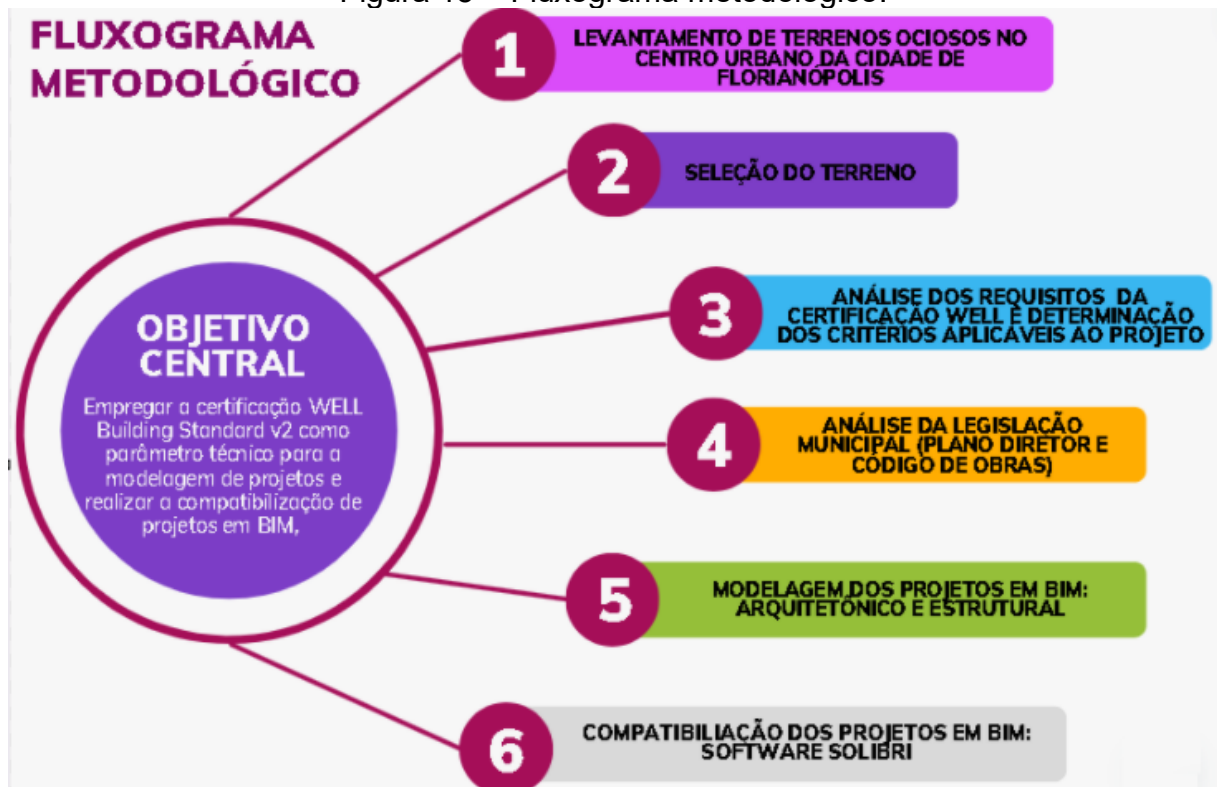 Figura 13 – Fluxograma metodológico.
FLUXOGRAMA
METODOLÓGICO
1
LEVANTAMENTO DE TERRENOS OCIOSOS NO
CENTRO URBANO DA CIDADE DE
FLORIANÓPOLIS
2
SELEÇÃO DO TERRENO
3
ANÁLISE DOS REQUISITOS DA
CERTIFICAÇÃO WELL E DETERMINAÇÃO
DOS CRITÉRIOS APLICÁVEIS AO PROJETO
OBJETIVO
CENTRAL
Empregar a certificação WELL
Building Standard v2 como
parâmetro técnico para a
modelagem de projetos e
realizar a compatibilização de
projetos em BIM,
4
ANÁLISE DA LEGISLAÇÃO
MUNICIPAL (PLANO DIRETOR E
CÓDIGO DE OBRAS)
5
MODELAGEM DOS PROJETOS EM BIM:
ARQUITETÔNICO E ESTRUTURAL
6
COMPATIBILIAÇÃO DOS PROJETOS EM BIM:
SOFTWARE SOLIBRI